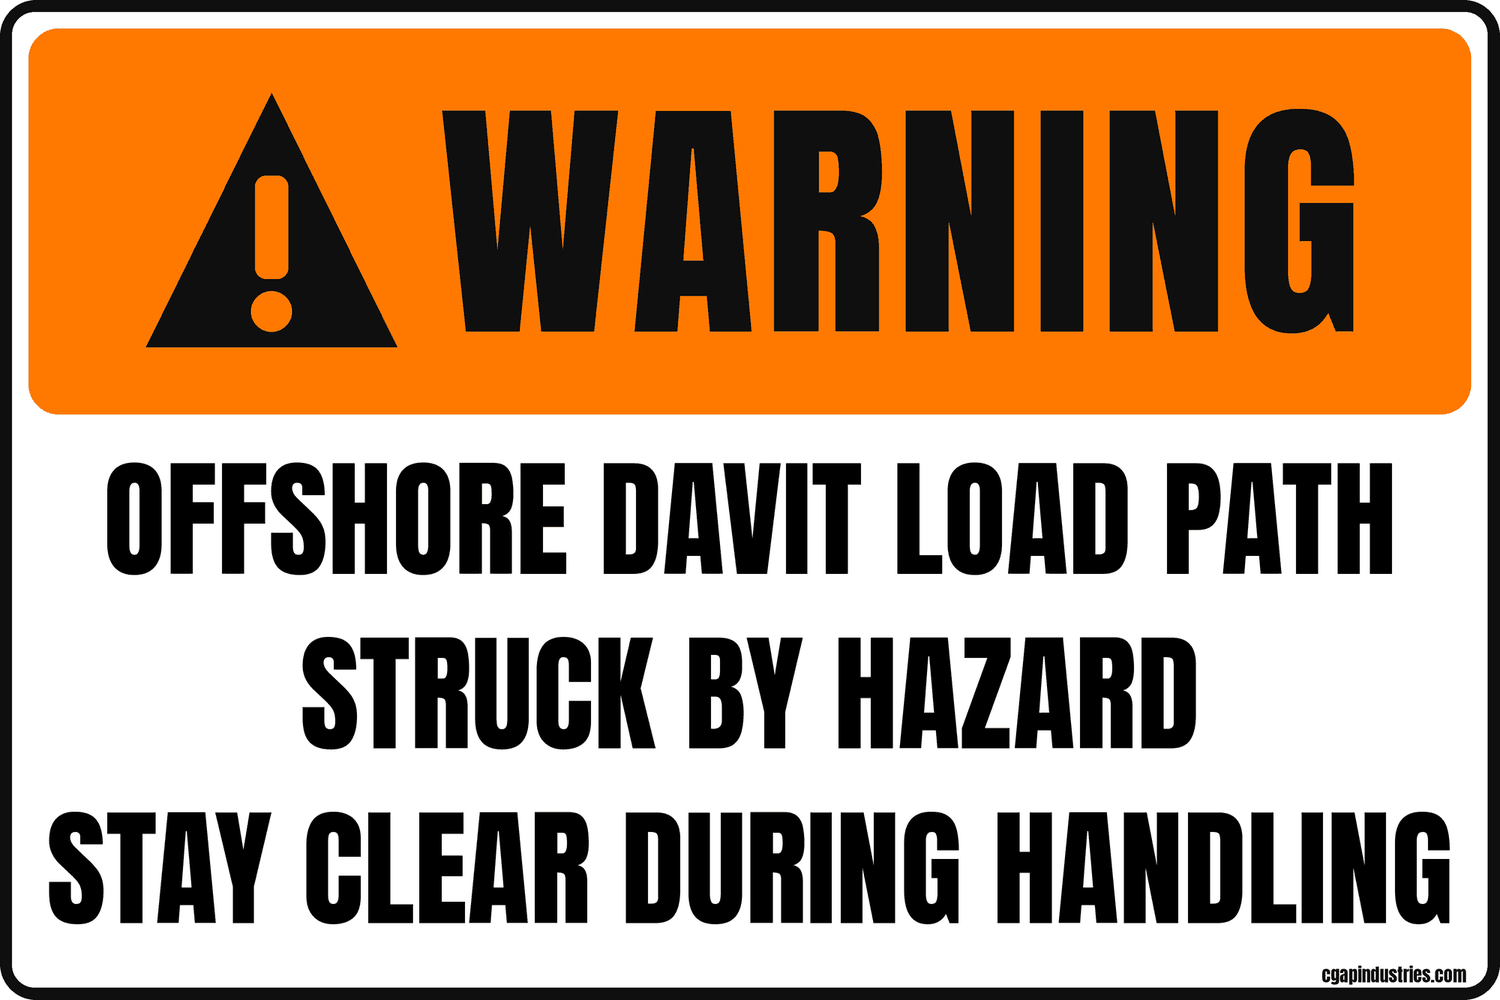 WARNING
OFFSHORE DAVIT LOAD PATH
STRUCK BY HAZARD
STAY CLEAR DURING HANDLING
cgapindustries.com